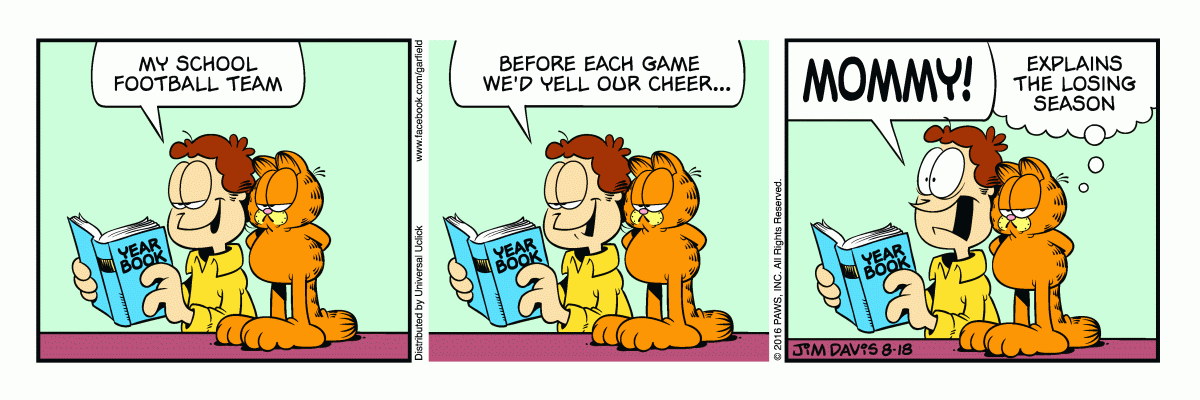 MY SCHOOL
FOOTBALL TEAM
YEAR
BOOK
www.facebook.com/garfield
Distributed by Universal Uclick
BEFORE EACH GAME
WE'D YELL OUR CHEER...
YEAR
BOOK
© 2016 PAWS, INC. All Rights Reserved.
MOMMY!
EXPLAINS
THE LOSING
SEASON
YEAR
BOOK
JIM DAVIS 8-18